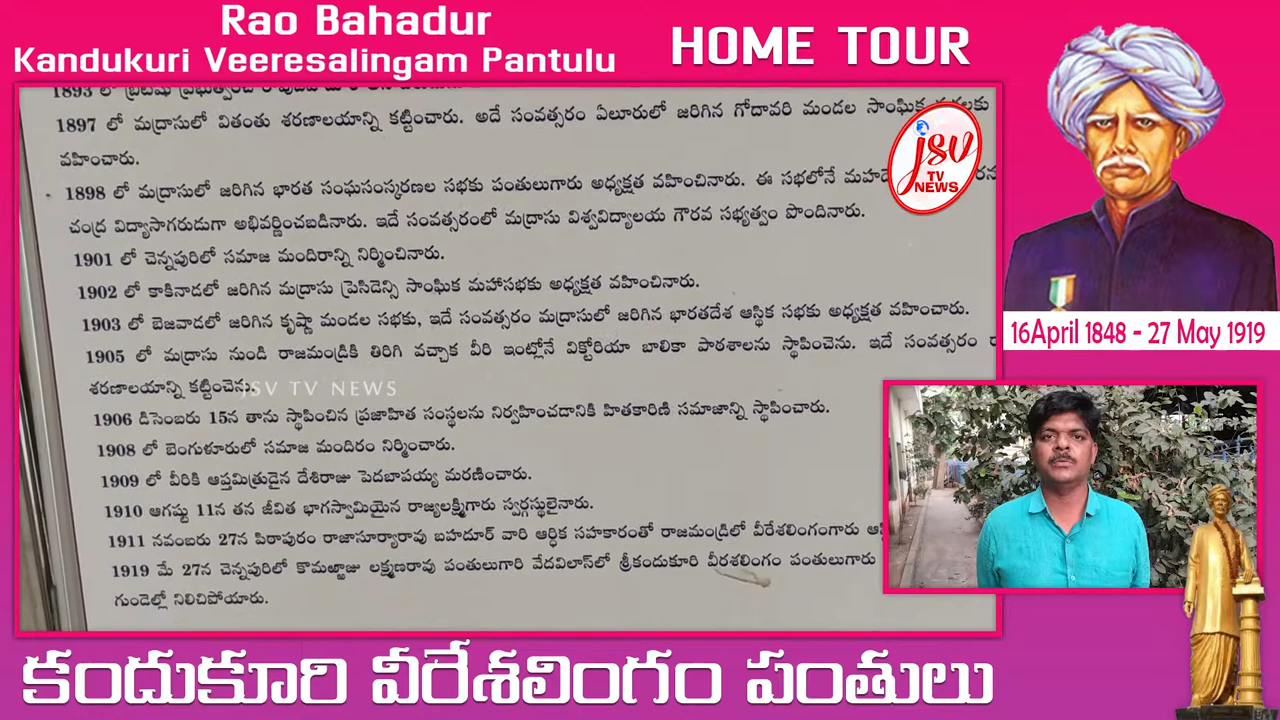 Rao Bahadur
Kandukuri Veeresalingam Pantulu
HOME TOUR
1893 లో
1897 లో మద్రాసులో వితంతు శరణాలయాన్ని కట్టించారు. అదే సంవత్సరం ఏలూరులో జరిగిన గోదావరి మండల సాంఘిక
వహించారు.
1898 లో మద్రాసులో జరిగిన భారత సంఘసంస్కరణల సభకు పంతులుగారు అధ్యక్షత వహించినారు. ఈ సభలోనే
చంద్ర విద్యాసాగరుడుగా అభివర్ణించబడినారు. ఇదే సంవత్సరంలో మద్రాసు విశ్వవిద్యాలయ గౌరవ సభ్యత్వం పొందినారు.
1901 లో చెన్నపురిలో సమాజ మందిరాన్ని నిర్మించినారు.
1902 లో కాకినాడలో జరిగిన మద్రాసు ప్రెసిడెన్సి సాంఘిక మహాసభకు అధ్యక్షత వహించినారు.
1903 లో బెజవాడలో జరిగిన కృష్ణా మండల సభకు, ఇదే సంవత్సరం మద్రాసులో జరిగిన భారతదేశ ఆస్థిక సభకు అధ్యక్షత వహించారు.
1905 లో మద్రాసు నుండి రాజమండ్రికి తిరిగి వచ్చాక వీరి ఇంట్లోనే విక్టోరియా బాలికా పాఠశాలను స్థాపించెను. ఇదే సంవత్సరం
శరణాలయాన్ని కట్టించెను.
1906 డిసెంబరు 15న తాను స్థాపించిన ప్రజాహిత సంస్థలను నిర్వహించడానికి హితకారిణి సమాజాన్ని స్థాపించారు.
1908 లో బెంగుళూరులో సమాజ మందిరం నిర్మించారు.
1909 లో వీరికి ఆప్తమిత్రుడైన దేశిరాజు పెదబాపయ్య మరణించారు.
1910 ఆగష్టు 11న తన జీవిత భాగస్వామియైన రాజ్యలక్ష్మిగారు స్వర్గస్థులైనారు.
1911 నవంబరు 27న పిఠాపురం రాజాసూర్యారావు బహదూర్ వారి ఆర్ధిక సహకారంతో రాజమండ్రిలో వీరేశలింగంగారు
1919 మే 27న చెన్నపురిలో కొమఱ్ఱాజు లక్ష్మణరావు పంతులుగారి వేదవిలాస్‌లో శ్రీకందుకూరి వీరశలింగం పంతులుగారు
గుండెల్లో నిలిచిపోయారు.
JSV TV NEWS
jsv
TV
NEWS
16April 1848 - 27 May 1919
కందుకూరి వీరేశలింగం పంతులు